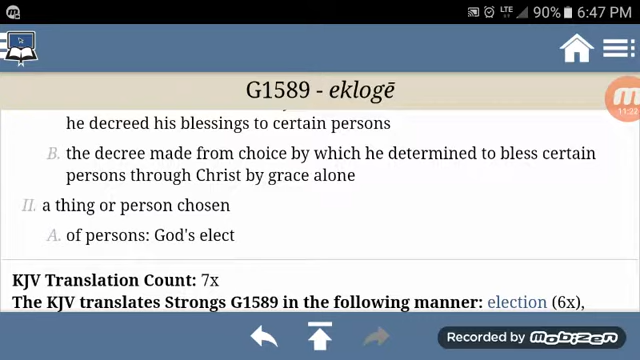 LTE 90% 6:47 PM
G1589 - eklogē
11:23
he decreed his blessings to certain persons
B. the decree made from choice by which he determined to bless certain
persons through Christ by grace alone
II. a thing or person chosen
A. of persons: God's elect
KJV Translation Count: 7x
The KJV translates Strongs G1589 in the following manner: election (6x),
Recorded by mobizen